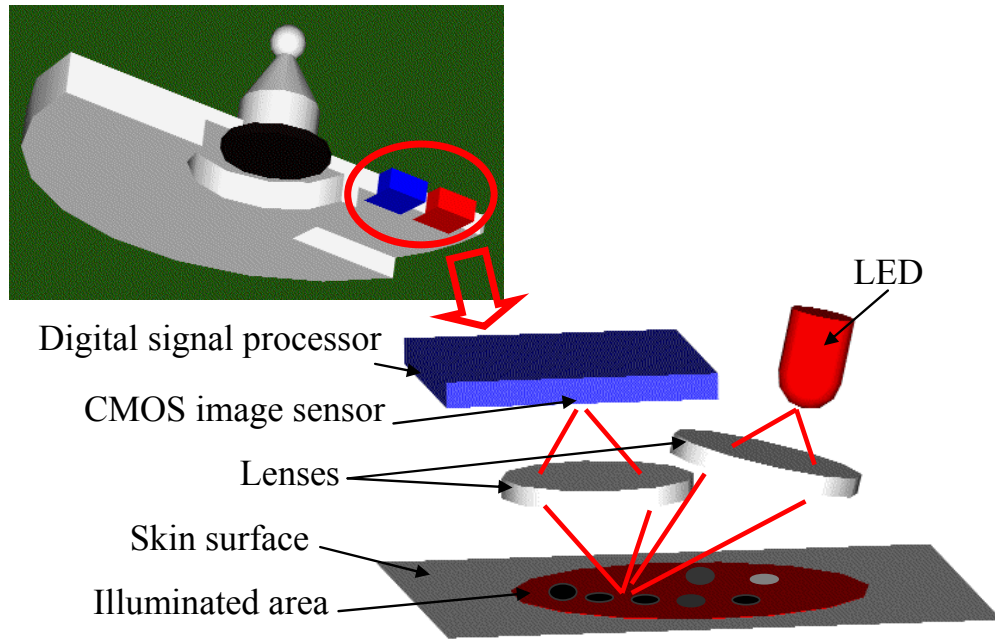 LED
Digital signal processor
CMOS image sensor
Lenses
Skin surface
Illuminated area